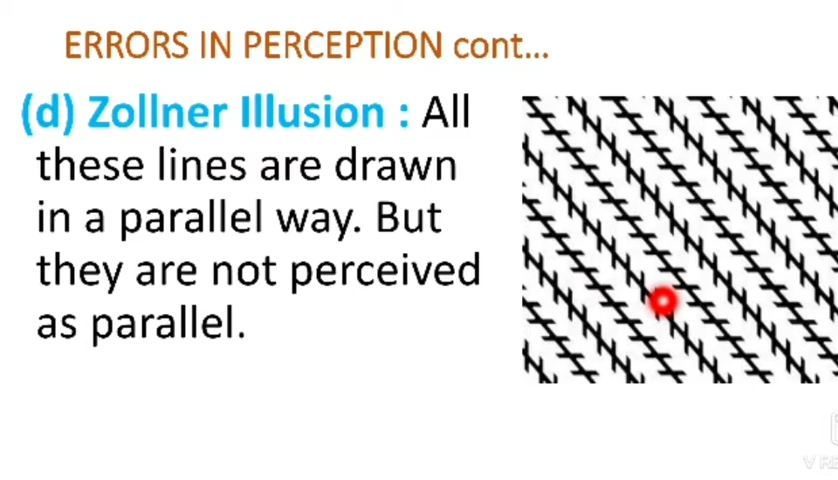 ERRORS IN PERCEPTION cont...
(d) Zollner Illusion : All
these lines are drawn
in a parallel way. But
they are not perceived
as parallel.